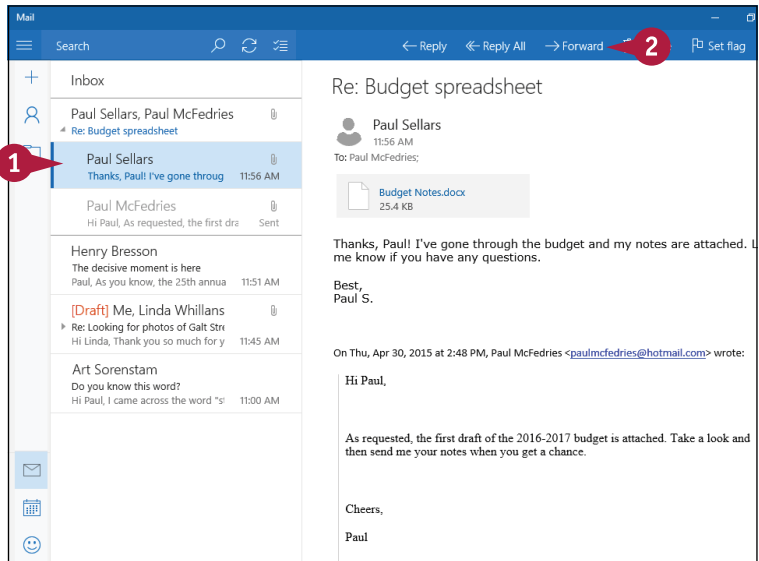 Mail
Search
Reply
Reply All
Forward
2
Set flag
Inbox
Paul Sellars, Paul McFedries
Re: Budget spreadsheet
1
Paul Sellars
Thanks, Paul! I've gone throug 11:56 AM
Paul McFedries
Hi Paul, As requested, the first dra Sent
Henry Bresson
The decisive moment is here
Paul, As you know, the 25th annua 11:51 AM
[Draft] Me, Linda Whillans
Re: Looking for photos of Galt Stre
Hi Linda, Thank you so much for y 11:45 AM
Art Sorenstam
Do you know this word?
Hi Paul, I came across the word "st 11:00 AM
Re: Budget spreadsheet
Paul Sellars
11:56 AM
To: Paul McFedries;
Budget Notes.docx
25.4 KB
Thanks, Paul! I've gone through the budget and my notes are attached. L
me know if you have any questions.
Best,
Paul S.
On Thu, Apr 30, 2015 at 2:48 PM, Paul McFedries <paulmcfedries@hotmail.com> wrote:
Hi Paul,
As requested, the first draft of the 2016-2017 budget is attached. Take a look and
then send me your notes when you get a chance.
Cheers,
Paul